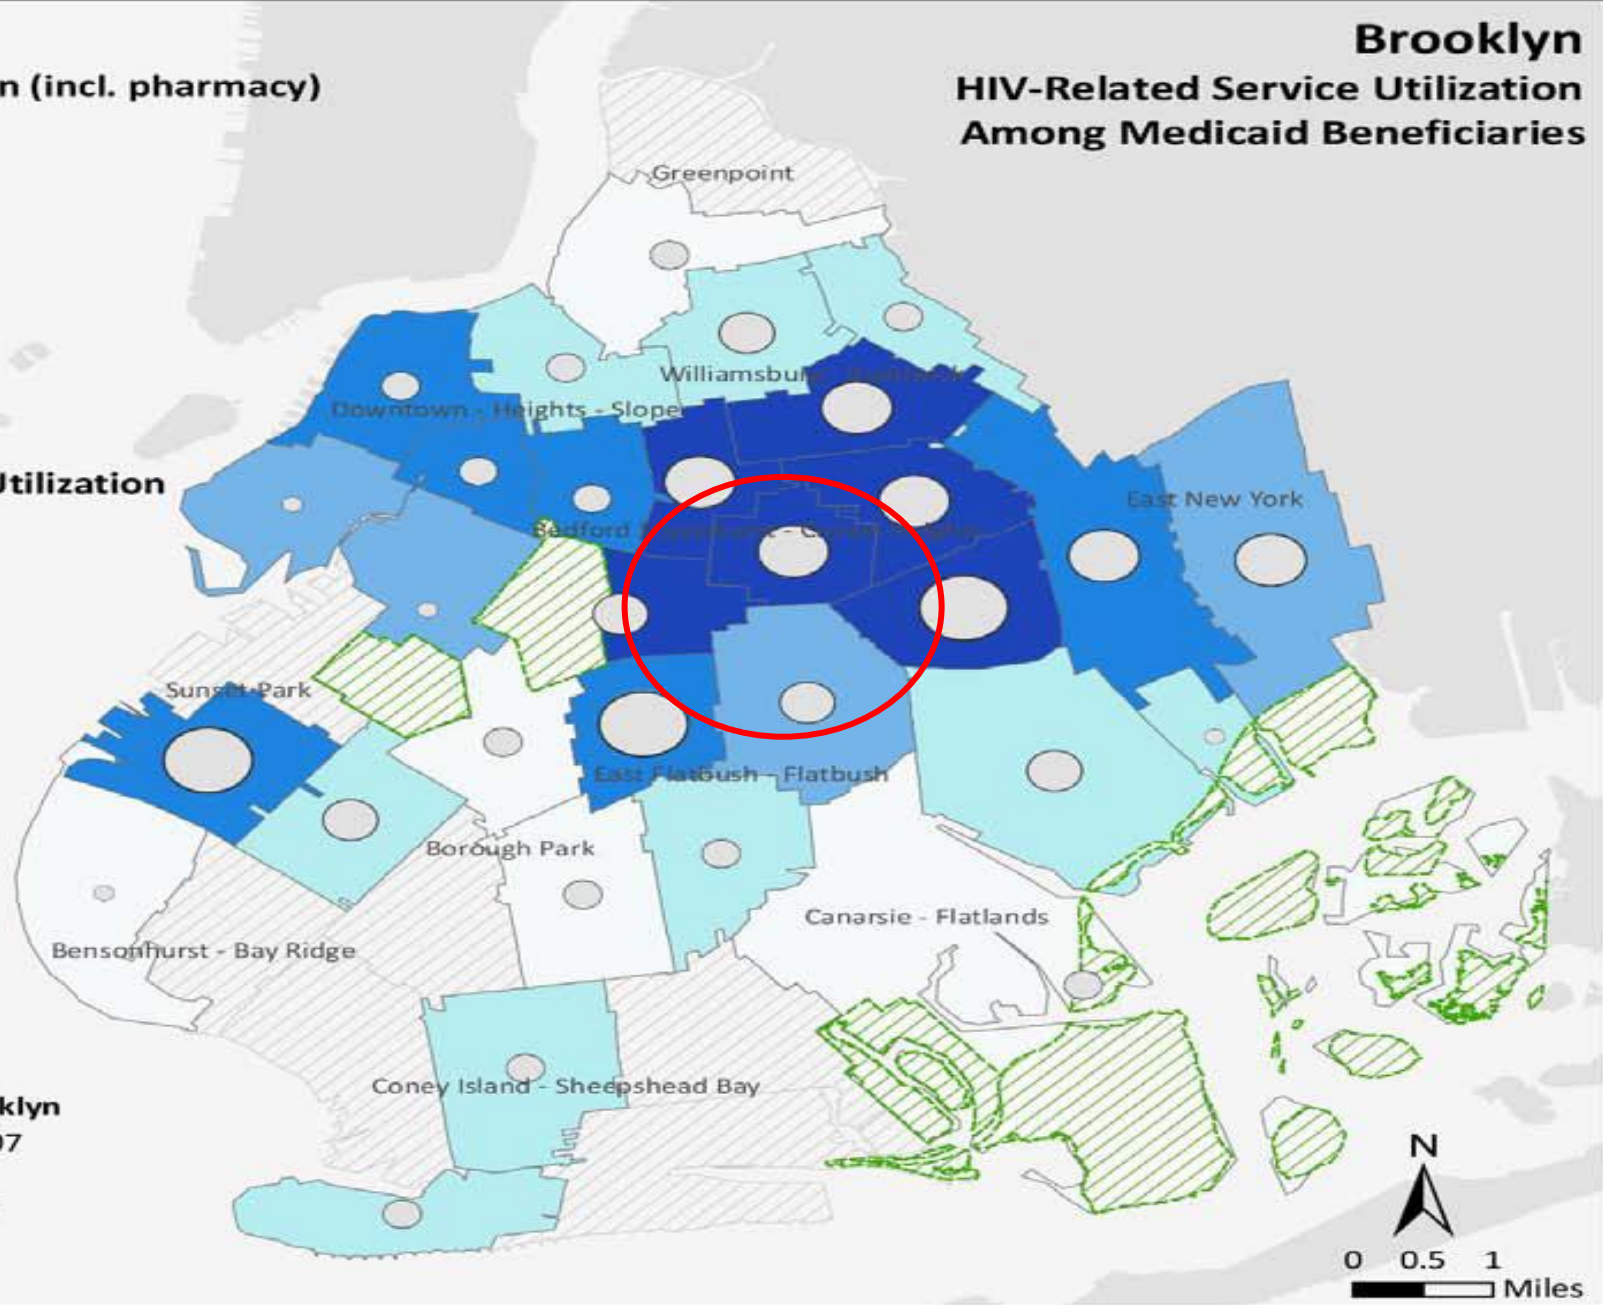 Brooklyn
n (incl. pharmacy)
HIV-Related Service Utilization
Among Medicaid Beneficiaries
Greenpoint
Downtown - Heights - Slope
Utilization
East New York
Bedford
Sunset Park
East Flatbush - Flatbush
Borough Park
Canarsie - Flatlands
Bensonhurst - Bay Ridge
Coney Island - Sheepshead Bay
klyn
07
N
0 0.5 1
Miles